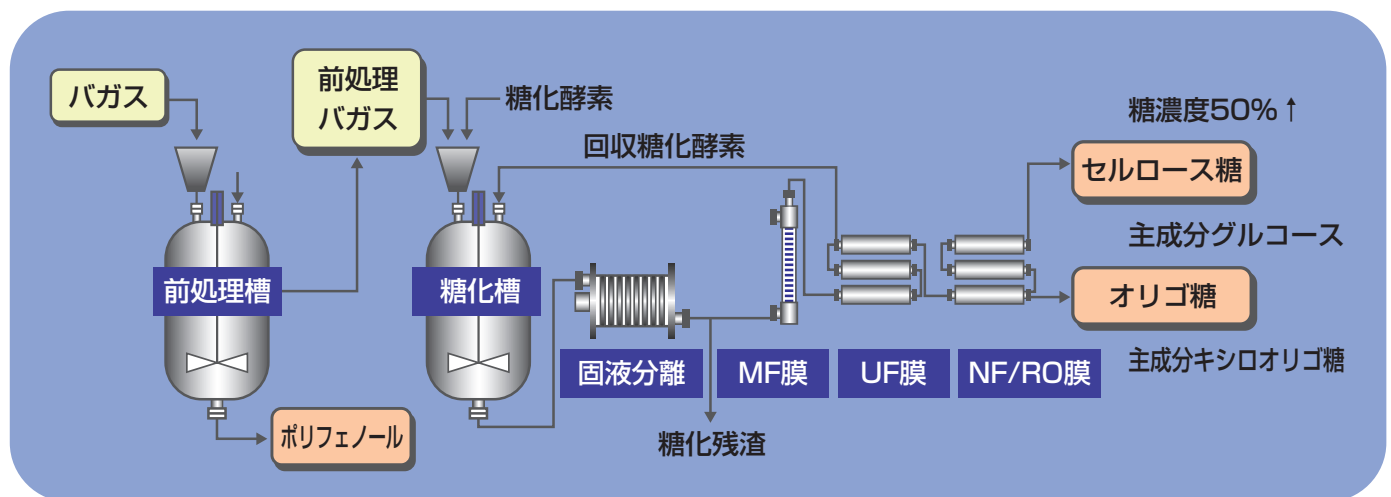 バガス
前処理
バガス
糖化酵素
回収糖化酵素
糖濃度50%↑
セルロース糖
主成分グルコース
前処理槽
糖化槽
オリゴ糖
主成分キシロオリゴ糖
固液分離
MF膜
UF膜
NF/RO膜
ポリフェノール
糖化残渣